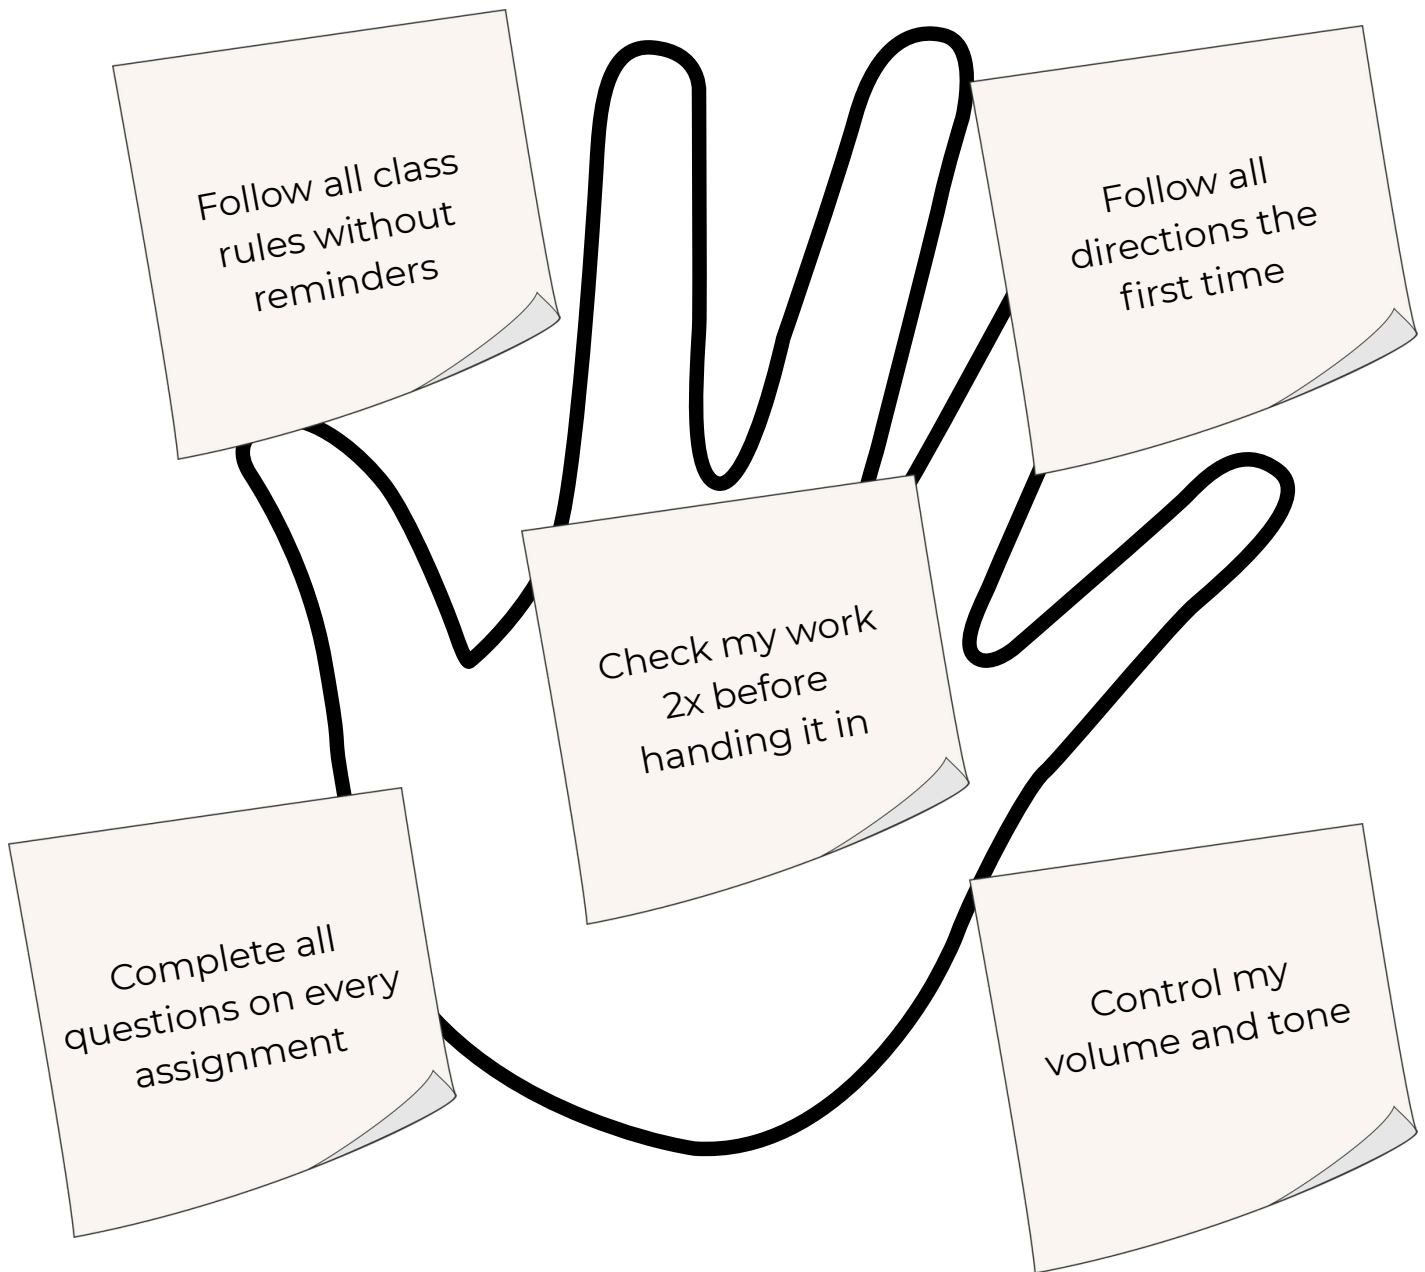 Follow all class
rules without
reminders
Follow all
directions the
first time
Check my work
2x before
handing it in
Complete all
questions on every
assignment
Control my
volume and tone